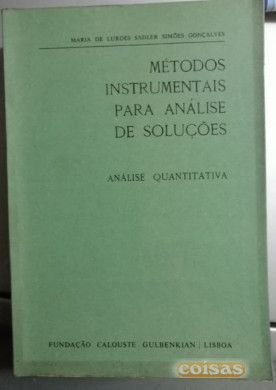 MARIA DE LURDES SADLER SIMÕES GONÇALVES
MÉTODOS
INSTRUMENTAIS
PARA ANÁLISE
DE SOLUÇÕES
ANÁLISE QUANTITATIVA
FUNDAÇÃO CALOUSTE GULBENKIAN | LISBOA
coisas